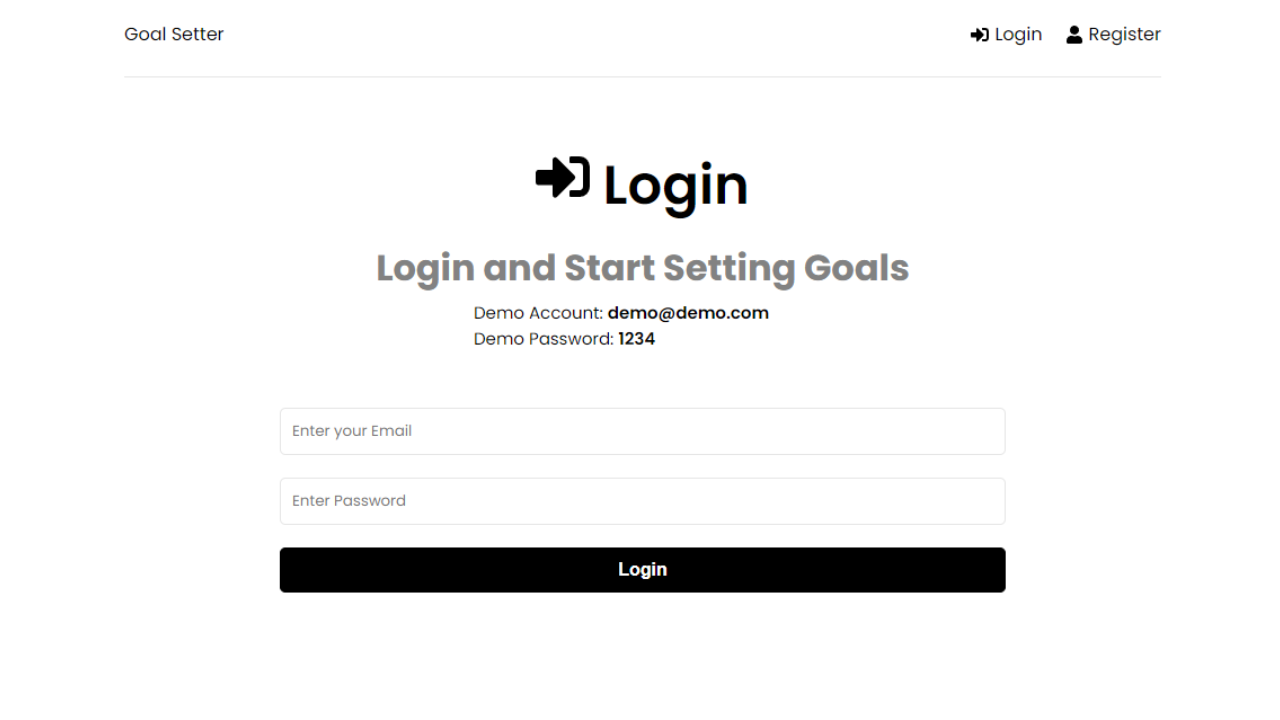 Goal Setter
Login
Register
Login
Login and Start Setting Goals
Demo Account: demo@demo.com
Demo Password: 1234
Enter your Email
Enter Password
Login